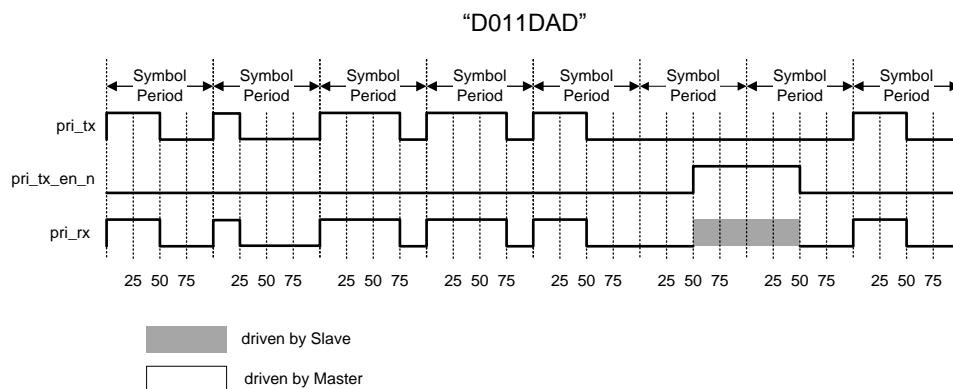 “D011DAD”
Symbol Symbol Symbol Symbol Symbol Symbol Symbol Symbol
Period Period Period Period Period Period Period Period
pri_tx
pri_tx_en_n
pri_rx
25 50 75 25 50 75 25 50 75 25 50 75 25 50 75 25 50 75 25 50 75 25 50 75
driven by Slave
driven by Master